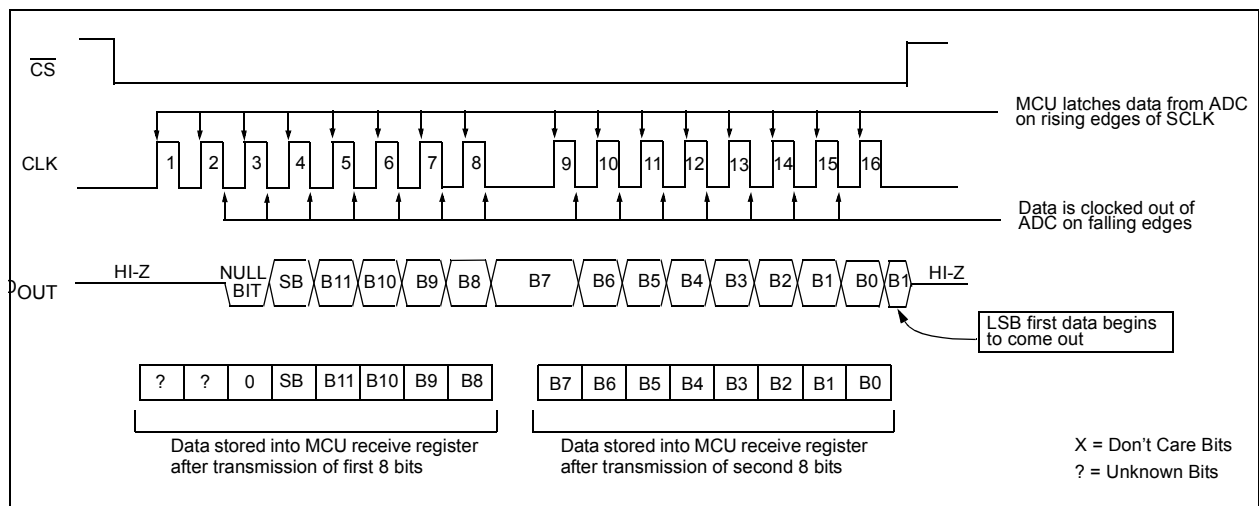 CS
MCU latches data from ADC
on rising edges of SCLK
CLK
1 2 3 4 5 6 7 8 9 10 11 12 13 14 15 16
Data is clocked out of
ADC on falling edges
HI-Z
NULL
BIT
SB B11 B10 B9 B8 B7 B6 B5 B4 B3 B2 B1 B0 B1
HI-Z
DOUT
LSB first data begins
to come out
? ? 0 SB B11 B10 B9 B8
B7 B6 B5 B4 B3 B2 B1 B0
Data stored into MCU receive register
after transmission of first 8 bits
Data stored into MCU receive register
after transmission of second 8 bits
X = Don't Care Bits
? = Unknown Bits